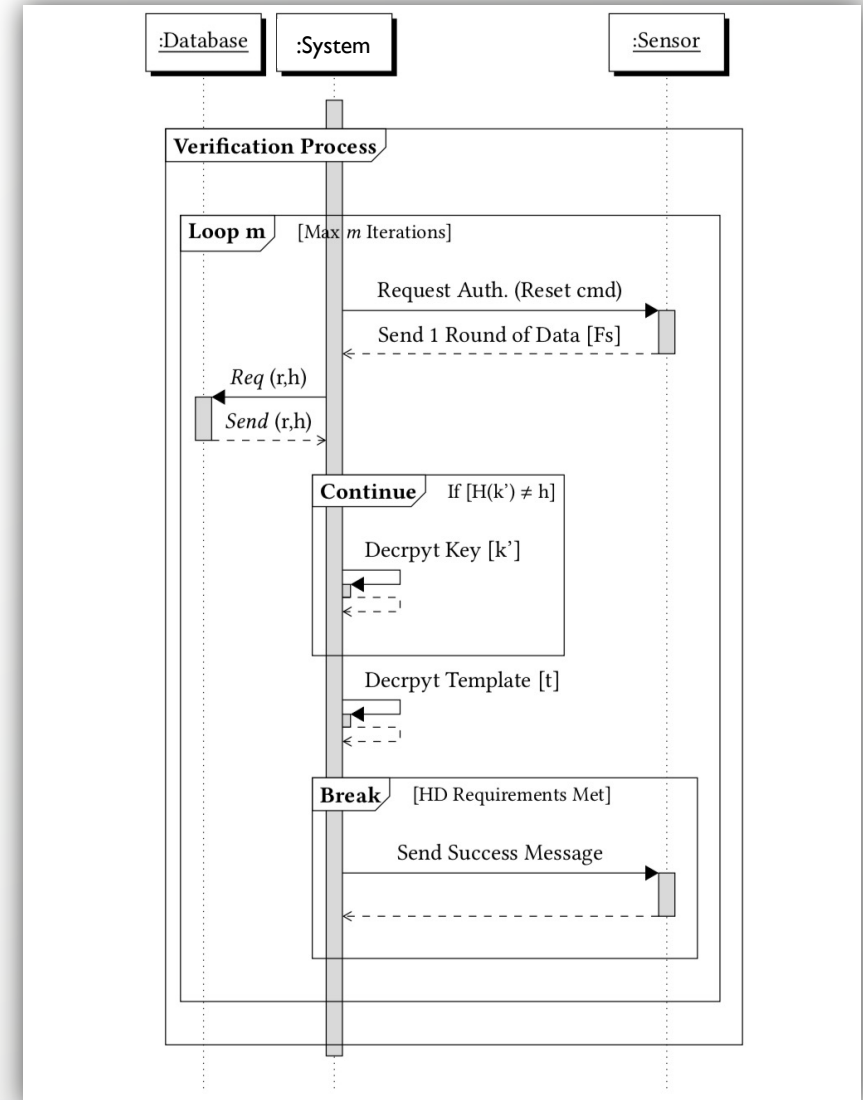 :Database
:System
:Sensor
Verification Process
Loop m [Max m Iterations]
Request Auth. (Reset cmd)
Send 1 Round of Data [Fs]
Req (r,h)
Send (r,h)
Continue If [H(k’) ≠ h]
Decrpyt Key [k’]
Decrpyt Template [t]
Break [HD Requirements Met]
Send Success Message